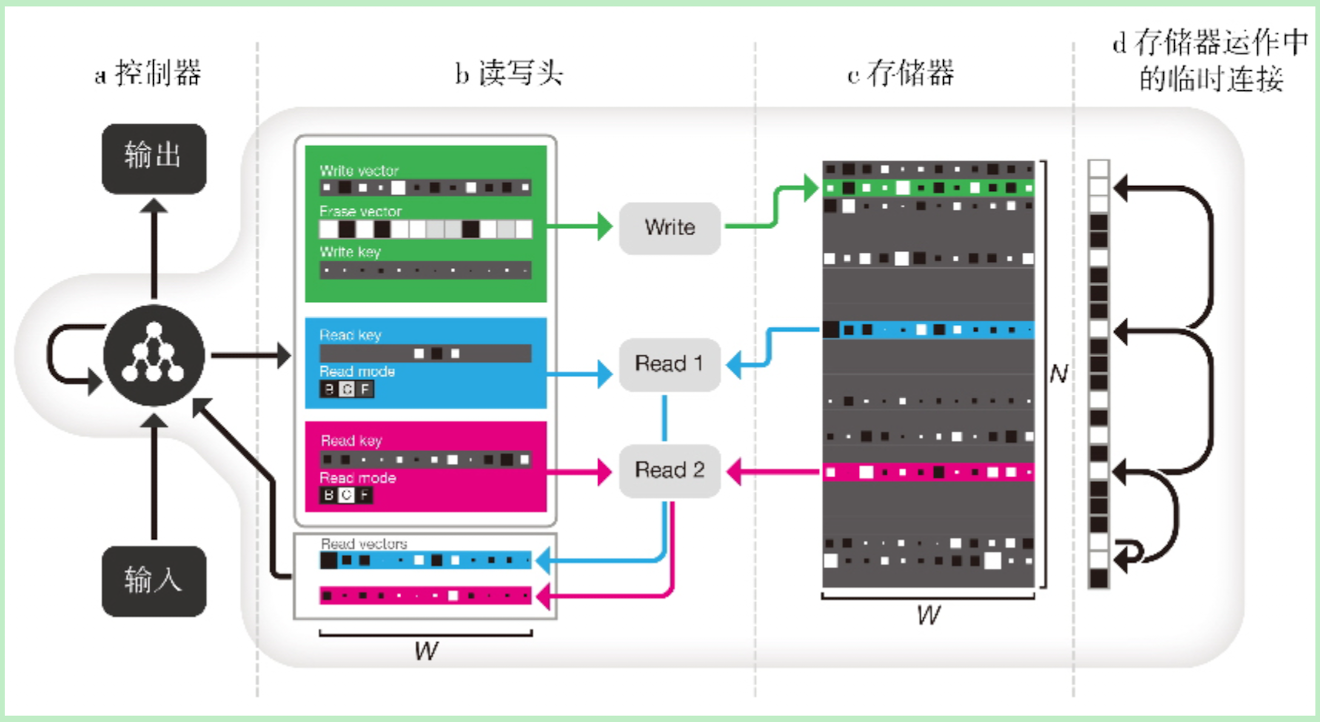 a 控制器
b 读写头
c 存储器
d 存储器运作中
的临时连接
输出
输入
Write vector
Erase vector
Write key
Read key
Read mode
B C F
Read key
Read mode
B C F
Read vectors
W
Write
Read 1
Read 2
N
W